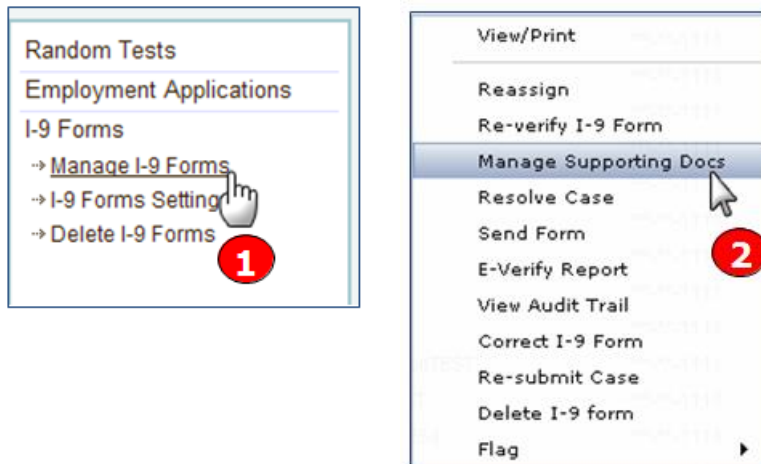 Random Tests
Employment Applications
I-9 Forms
Manage I-9 Forms
I-9 Forms Setting
Delete I-9 Forms
1
View/Print
Reassign
Re-verify I-9 Form
Manage Supporting Docs
Resolve Case
Send Form
E-Verify Report
View Audit Trail
Correct I-9 Form
Re-submit Case
Delete I-9 form
Flag
2